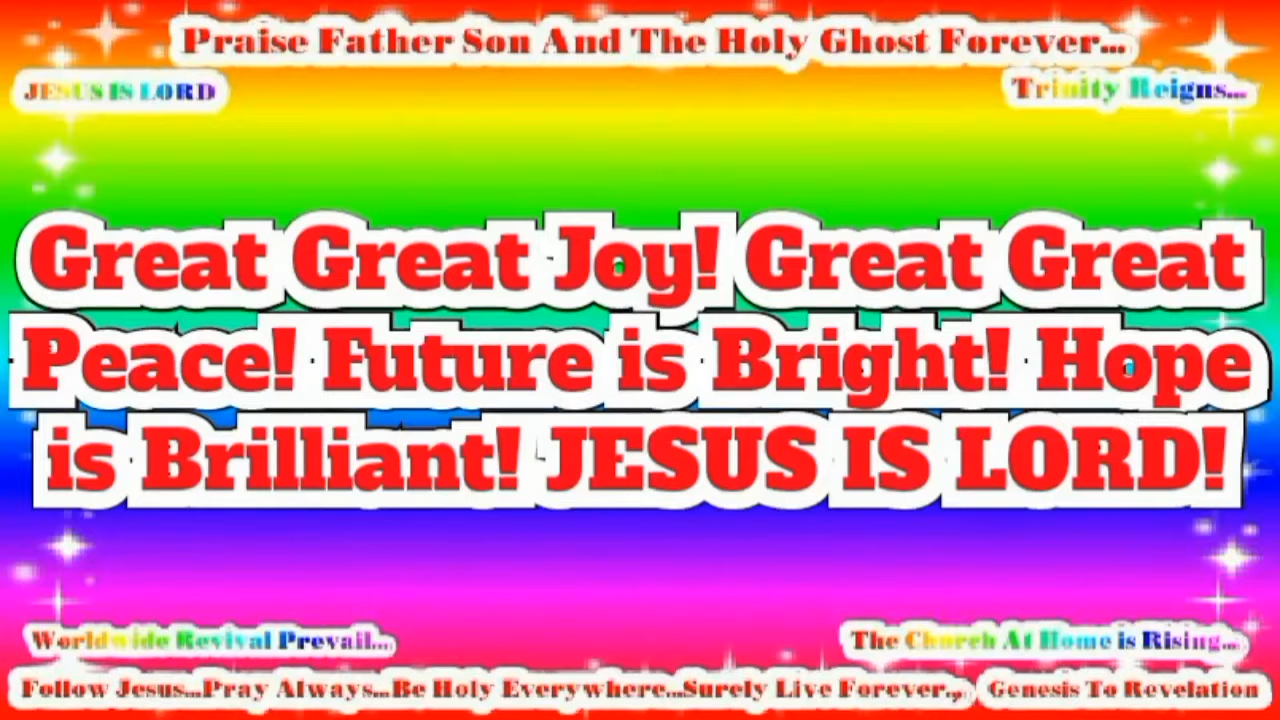 Praise Father Son And The Holy Ghost Forever...
JESUS IS LORD
Trinity Reigns...
Great Great Joy! Great Great
Peace! Future is Bright! Hope
is Brilliant! JESUS IS LORD!
Worldwide Revival Prevail...
The Church At Home is Rising...
Follow Jesus...Pray Always...Be Holy Everywhere...Surely Live Forever..,
Genesis To Revelation